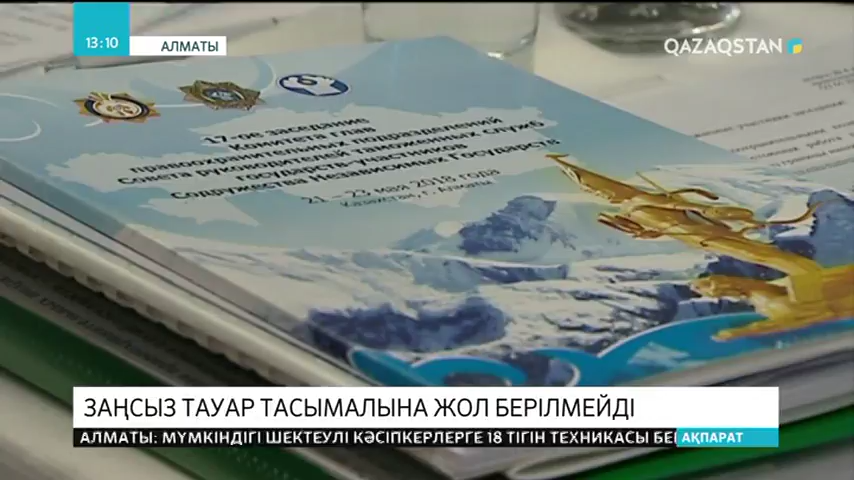 13:10
АЛМАТЫ
QAZAQSTAN
17-ое заседание
Комитета глав
правоохранительных подразделений
Совета руководителей таможенных служб
государств-участников
Содружества Независимых Государств
21 – 23 мая 2018 года
Казахстан, г. Алматы
ЗАҢСЫЗ ТАУАР ТАСЫМАЛЫНА ЖОЛ БЕРІЛМЕЙДІ
АЛМАТЫ: МҮМКІНДІГІ ШЕКТЕУЛІ КӘСІПКЕРЛЕРГЕ 18 ТІГІН ТЕХНИКАСЫ БЕР
АҚПАРАТ